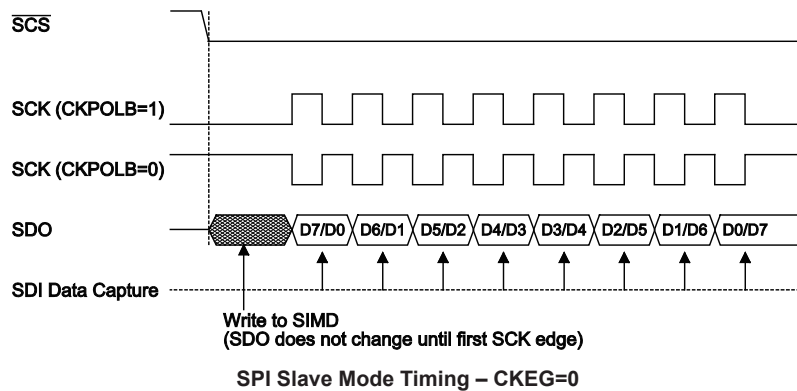 SCS
SCK (CKPOLB=1)
SCK (CKPOLB=0)
SDO D7/D0 D6/D1 D5/D2 D4/D3 D3/D4 D2/D5 D1/D6 D0/D7
SDI Data Capture
Write to SIMD
(SDO does not change until first SCK edge)
SPI Slave Mode Timing – CKEG=0